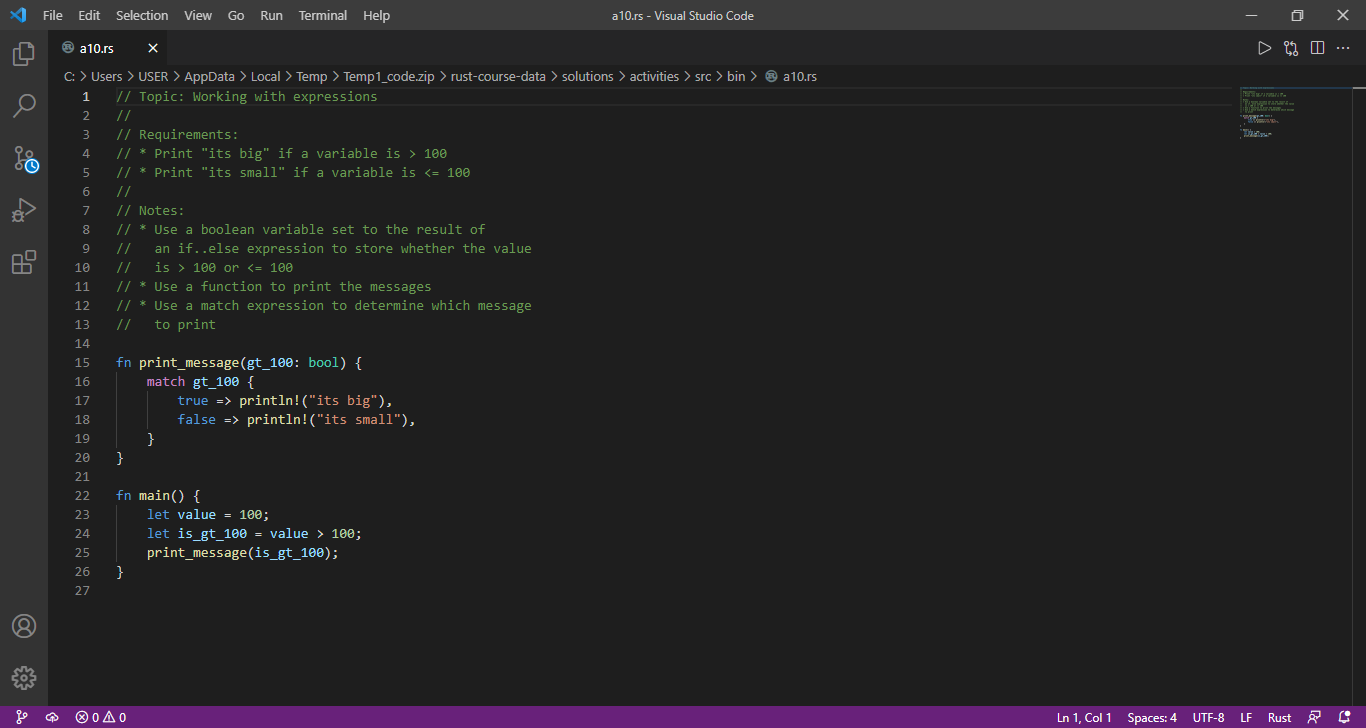 File Edit Selection View Go Run Terminal Help a10.rs - Visual Studio Code
a10.rs
C: > Users > USER > AppData > Local > Temp > Temp1_code.zip > rust-course-data > solutions > activities > src > bin > a10.rs
1 // Topic: Working with expressions
2 //
3 // Requirements:
4 // * Print "its big" if a variable is > 100
5 // * Print "its small" if a variable is <= 100
6 //
7 // Notes:
8 // * Use a boolean variable set to the result of
9 //   an if..else expression to store whether the value
10 //   is > 100 or <= 100
11 // * Use a function to print the messages
12 // * Use a match expression to determine which message
13 //   to print
14
15 fn print_message(gt_100: bool) {
16     match gt_100 {
17         true => println!("its big"),
18         false => println!("its small"),
19     }
20 }
21
22 fn main() {
23     let value = 100;
24     let is_gt_100 = value > 100;
25     print_message(is_gt_100);
26 }
27
0 0 Ln 1, Col 1 Spaces: 4 UTF-8 LF Rust